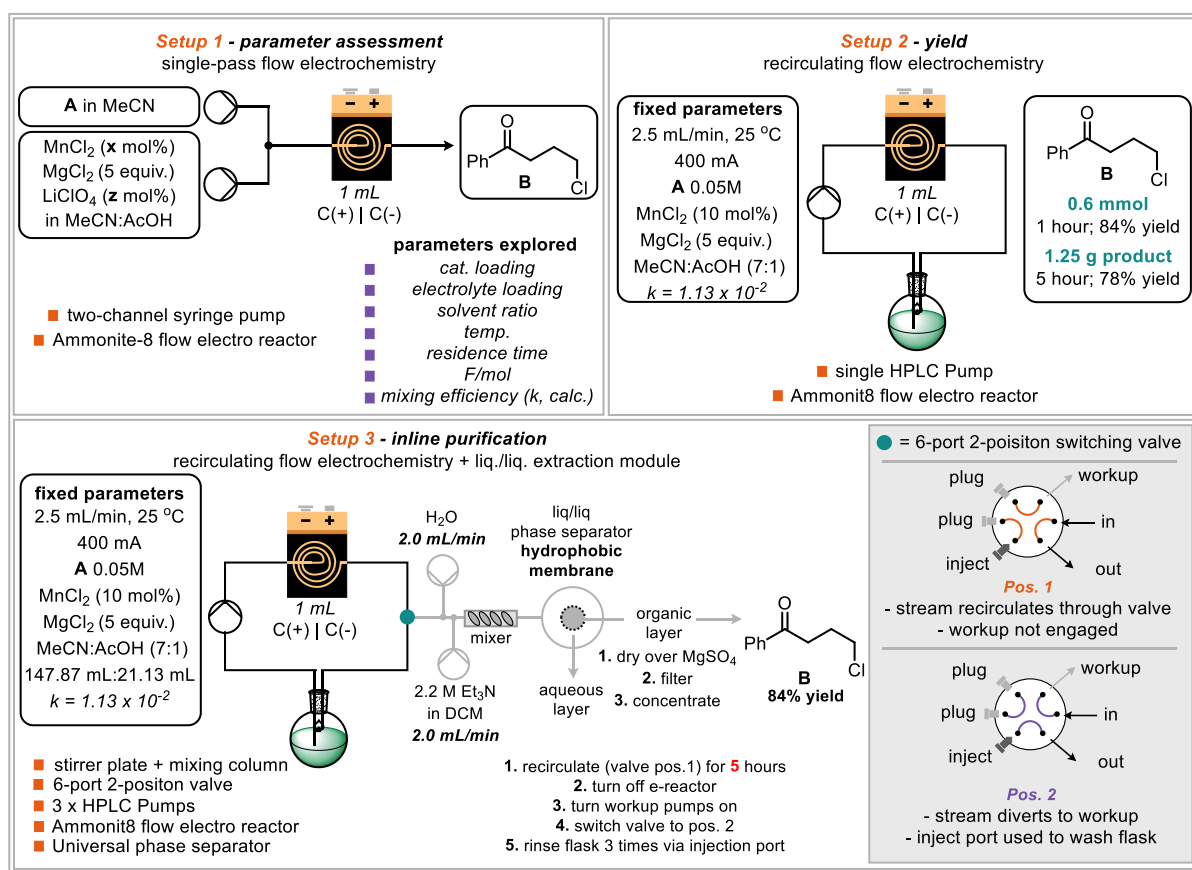 Setup 1 - parameter assessment
single-pass flow electrochemistry
A in MeCN
MnCl2 (x mol%)
MgCl2 (5 equiv.)
LiClO4 (z mol%)
in MeCN:AcOH
− +
1 mL
C(+) | C(-)
O
Ph
B
Cl
parameters explored
cat. loading
electrolyte loading
solvent ratio
temp.
residence time
F/mol
mixing efficiency (k, calc.)
two-channel syringe pump
Ammonite-8 flow electro reactor
Setup 2 - yield
recirculating flow electrochemistry
fixed parameters
2.5 mL/min, 25 °C
400 mA
A 0.05M
MnCl2 (10 mol%)
MgCl2 (5 equiv.)
MeCN:AcOH (7:1)
k = 1.13 x 10-2
− +
1 mL
C(+) | C(-)
O
Ph
B
Cl
0.6 mmol
1 hour; 84% yield
1.25 g product
5 hour; 78% yield
single HPLC Pump
Ammonit8 flow electro reactor
Setup 3 - inline purification
recirculating flow electrochemistry + liq./liq. extraction module
fixed parameters
2.5 mL/min, 25 °C
400 mA
A 0.05M
MnCl2 (10 mol%)
MgCl2 (5 equiv.)
MeCN:AcOH (7:1)
147.87 mL:21.13 mL
k = 1.13 x 10-2
− +
1 mL
C(+) | C(-)
H2O
2.0 mL/min
2.2 M Et3N
in DCM
2.0 mL/min
mixer
liq/liq
phase separator
hydrophobic
membrane
aqueous
layer
organic
layer
1. dry over MgSO4
2. filter
3. concentrate
O
Ph
Cl
B
84% yield
stirrer plate + mixing column
6-port 2-positon valve
3 x HPLC Pumps
Ammonit8 flow electro reactor
Universal phase separator
1. recirculate (valve pos.1) for 5 hours
2. turn off e-reactor
3. turn workup pumps on
4. switch valve to pos. 2
5. rinse flask 3 times via injection port
= 6-port 2-poisiton switching valve
plug
workup
plug
in
inject
out
Pos. 1
- stream recirculates through valve
- workup not engaged
plug
workup
plug
in
inject
out
Pos. 2
- stream diverts to workup
- inject port used to wash flask